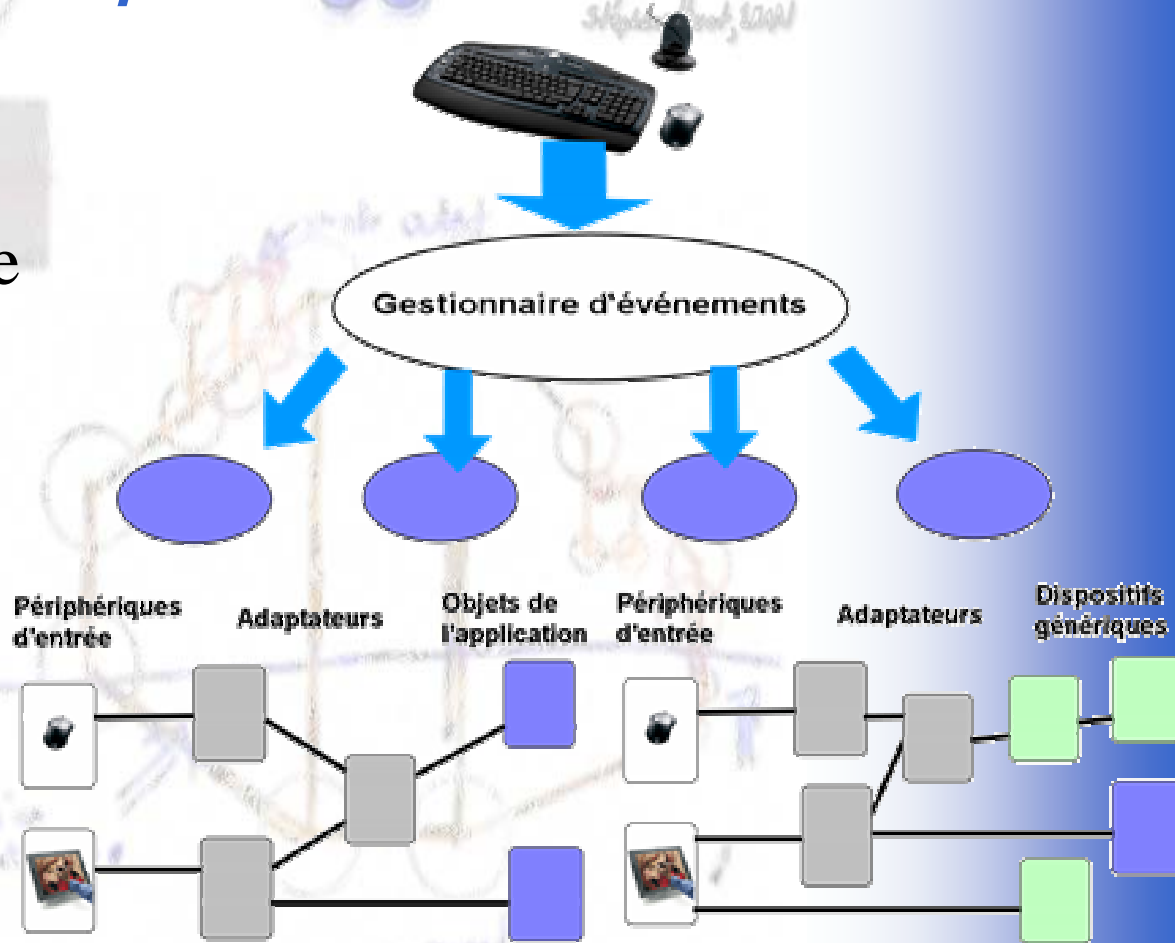 e
Gestionnaire d'événements
Périphériques
d'entrée
Adaptateurs
Objets de
l'application
Périphériques
d'entrée
Adaptateurs
Dispositifs
génériques